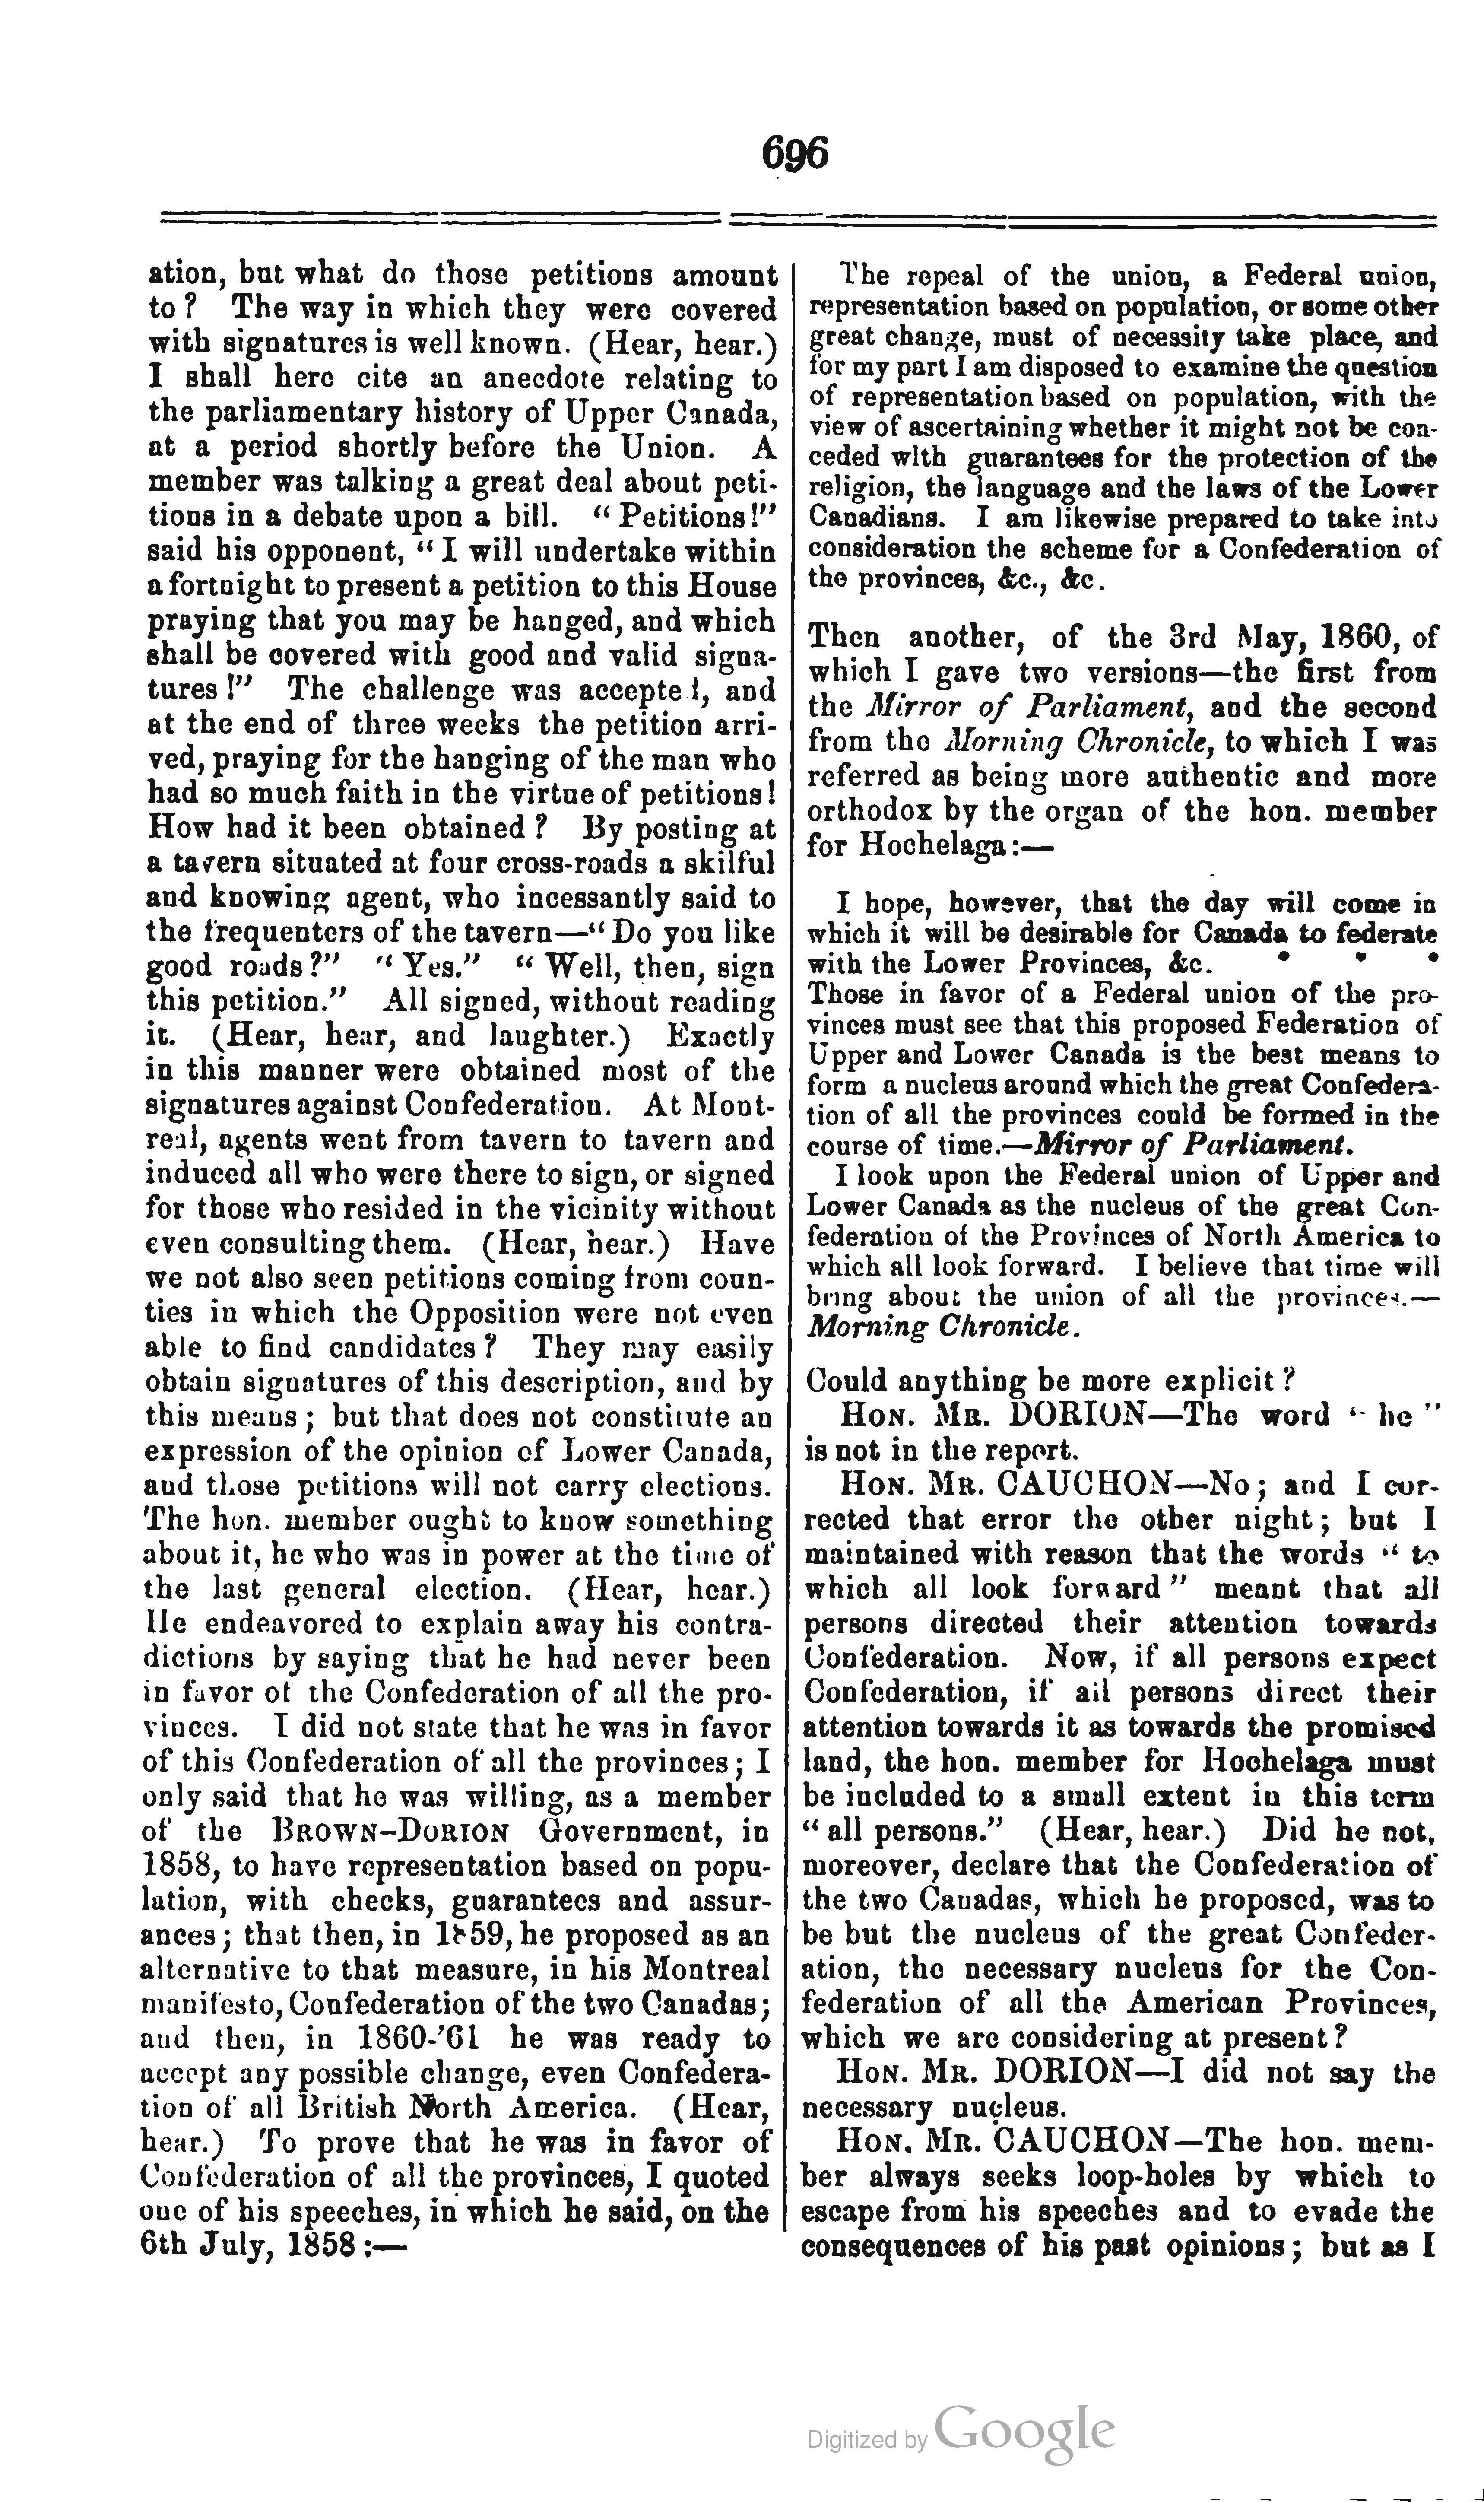 696
ation, but what do those petitions amount
to? The way in which they were covered
with signatures is well known. (Hear, hear.)
I shall here cite an anecdote relating to
the parliamentary history of Upper Canada,
at a period shortly before the Union. A
member was talking a great deal about peti-
tions in a debate upon a bill. "Petitions!"
said his opponent, "I will undertake within
a fortnight to present a petition to this House
praying that you may be hanged, and which
shall be covered with good and valid signa-
tures!" The challenge was accepted, and
at the end of three weeks the petition arri-
ved, praying for the hanging of the man who
had so much faith in the virtue of petitions!
How had it been obtained? By posting at
a tavern situated at four cross-roads a skilful
and knowing agent, who incessantly said to
the frequenters of the tavern—"Do you like
good roads?" "Yes." "Well, then, sign
this petition." All signed, without reading
it. (Hear, hear, and laughter.) Exactly
in this manner were obtained most of the
signatures against Confederation. At Mont-
real, agents went from tavern to tavern and
induced all who were there to sign, or signed
for those who resided in the vicinity without
even consulting them. (Hear, hear.) Have
we not also seen petitions coming from coun-
ties in which the Opposition were not even
able to find candidates? They may easily
obtain signatures of this description, and by
this means; but that does not constitute an
expression of the opinion of Lower Canada,
and those petitions will not carry elections.
The hon. member ought to know something
about it, he who was in power at the time of
the last general election. (Hear, hear.)
He endeavored to explain away his contra-
dictions by saying that he had never been
in favor of the Confederation of all the pro-
vinces. I did not state that he was in favor
of this Confederation of all the provinces; I
only said that he was willing, as a member
of the BROWN-DORION Government, in
1858, to have representation based on popu-
lation, with checks, guarantees and assur-
ances; that then, in 1859, he proposed as an
alternative to that measure, in his Montreal
manifesto, Confederation of the two Canadas;
and then, in 1860-'61 he was ready to
accept any possible change, even Confedera-
tion of all British North America. (Hear,
hear.) To prove that he was in favor of
Confederation of all the provinces, I quoted
one of his speeches, in which he said, on the
6th July, 1858:—
The repeal of the union, a Federal union,
representation based on population, or some other
great change, must of necessity take place, and
for my part I am disposed to examine the question
of representation based on population, with the
view of ascertaining whether it might not be con-
ceded with guarantees for the protection of the
religion, the language and the laws of the Lower
Canadians. I am likewise prepared to take into
consideration the scheme for a Confederation of
the provinces, &c., &c.
Then another, of the 3rd May, 1860, of
which I gave two versions—the first from
the Mirror of Parliament, and the second
from the Morning Chronicle, to which I was
referred as being more authentic and more
orthodox by the organ of the hon. member
for Hochelaga:—
I hope, however, that the day will come in
which it will be desirable for Canada to federate
with the Lower Provinces, &c. * * *
Those in favor of a Federal union of the pro-
vinces must see that this proposed Federation of
Upper and Lower Canada is the best means to
form a nucleus around which the great Confedera-
tion of all the provinces could be formed in the
course of time.—Mirror of Parliament.
I look upon the Federal union of Upper and
Lower Canada as the nucleus of the great Con-
federation of the Provinces of North America to
which all look forward. I believe that time will
bring about the union of all the provinces.—
Morning Chronicle.
Could anything be more explicit?
HON. MR. DORION—The word "he"
is not in the report.
HON. MR. CAUCHON—No; and I cor-
rected that error the other night; but I
maintained with reason that the words "to
which all look forward" meant that all
persons directed their attention towards
Confederation. Now, if all persons expect
Confederation, if all persons direct their
attention towards it as towards the promised
land, the hon. member for Hochelaga must
be included to a small extent in this term
"all persons." (Hear, hear.) Did he not,
moreover, declare that the Confederation of
the two Canadas, which he proposed, was to
be but the nucleus of the great Confeder-
ation, the necessary nucleus for the Con-
federation of all the American Provinces,
which we are considering at present?
HON. MR. DORION—I did not say the
necessary nucleus.
HON. MR. CAUCHON—The hon. mem-
ber always seeks loop-holes by which to
escape from his speeches and to evade the
consequences of his past opinions; but as I
Digitized by Google